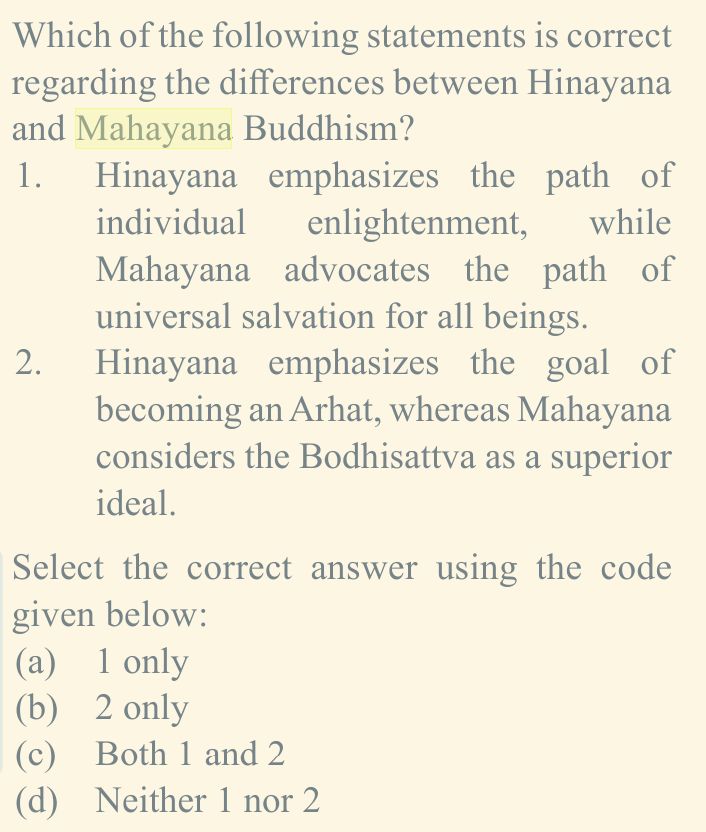 Which of the following statements is correct
regarding the differences between Hinayana
and Mahayana Buddhism?
1. Hinayana emphasizes the path of
individual enlightenment, while
Mahayana advocates the path of
universal salvation for all beings.
2. Hinayana emphasizes the goal of
becoming an Arhat, whereas Mahayana
considers the Bodhisattva as a superior
ideal.
Select the correct answer using the code
given below:
(a) 1 only
(b) 2 only
(c) Both 1 and 2
(d) Neither 1 nor 2